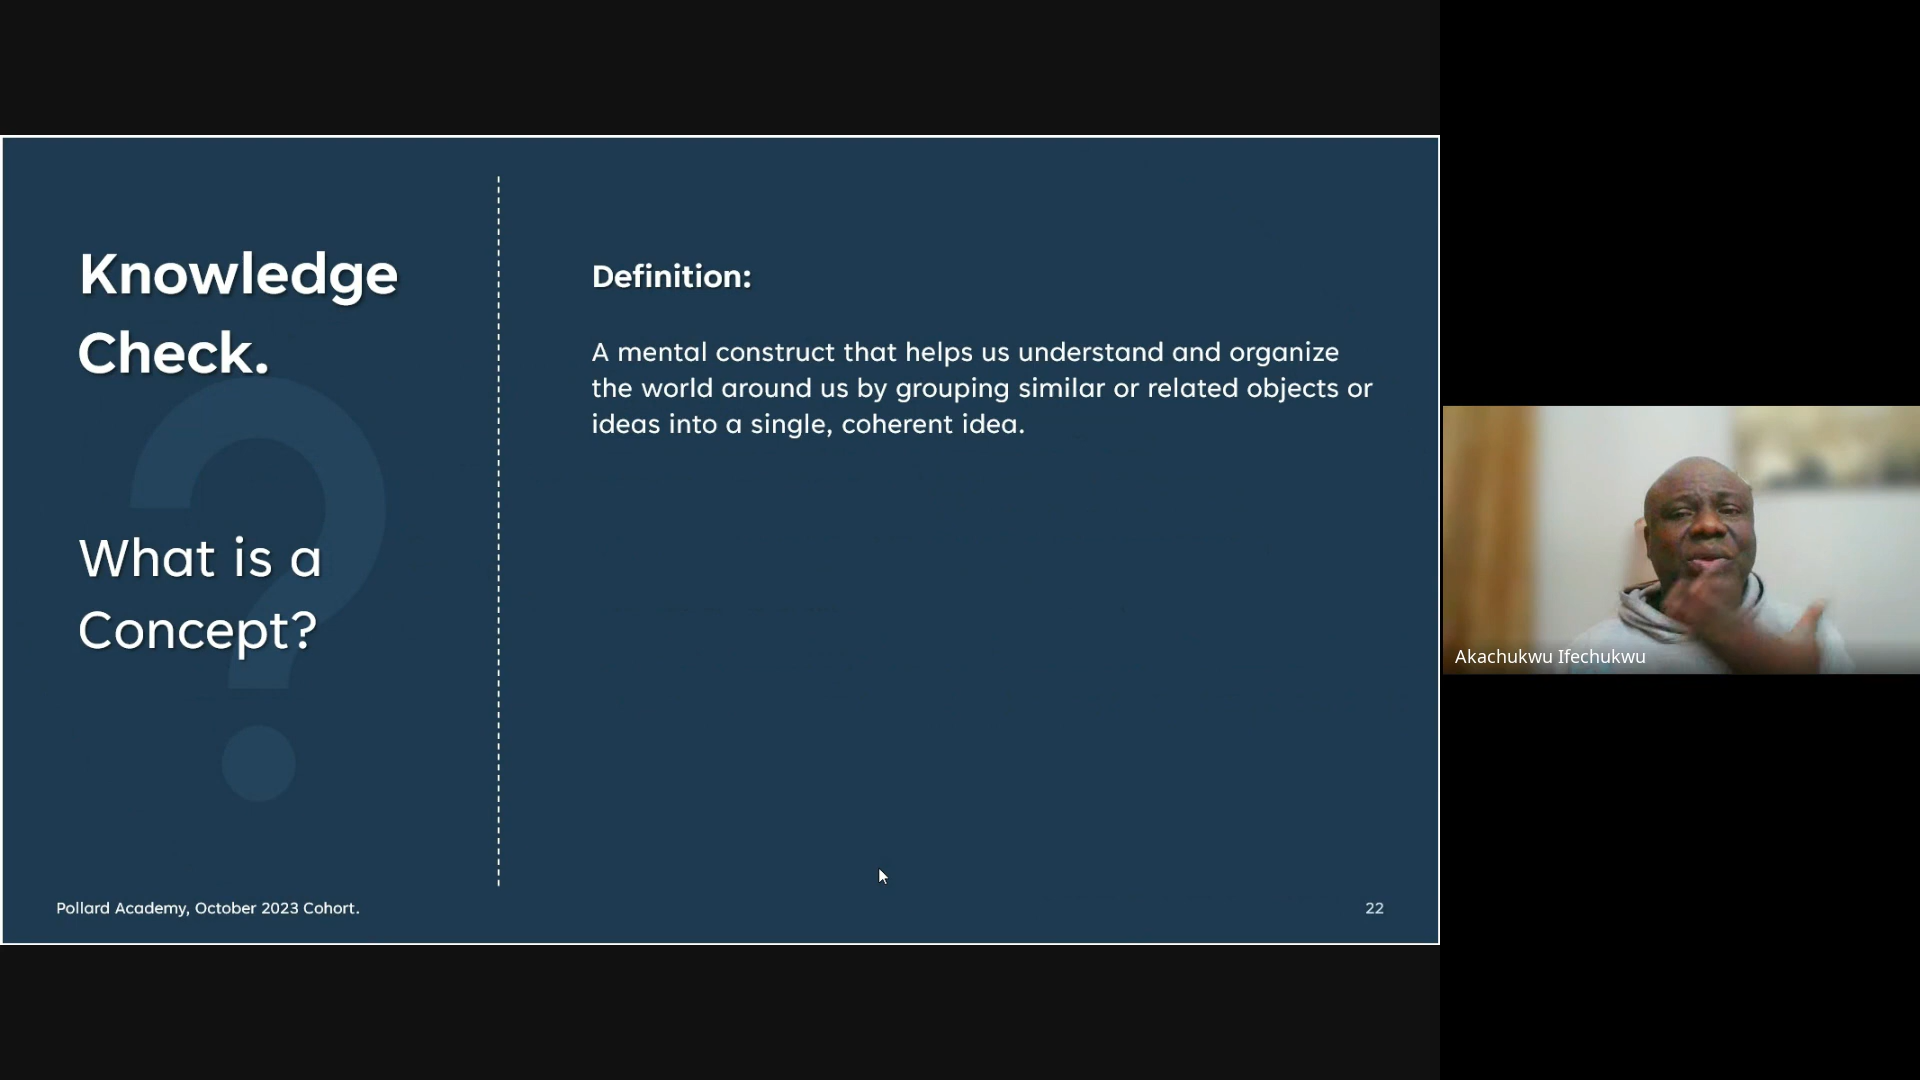 Knowledge
Check.
What is a
Concept?
Definition:
A mental construct that helps us understand and organize
the world around us by grouping similar or related objects or
ideas into a single, coherent idea.
Pollard Academy, October 2023 Cohort.
22
Akachukwu Ifechukwu